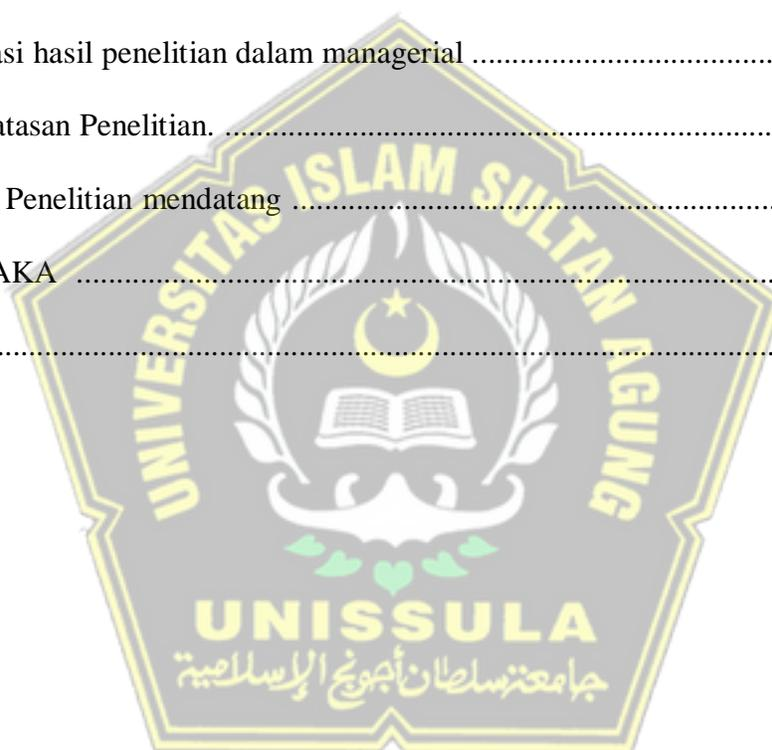 asi hasil penelitian dalam managerial ........................................
atasan Penelitian. ........................................
Penelitian mendatang ........................................
AKA ........................................
........................................
UNIVERSITAS ISLAM SULTAN AGUNG
UNISSULA
جامعة سلطان أجونج الإسلامية